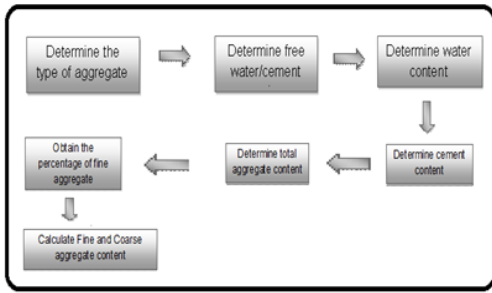 Determine the
type of aggregate
Determine free
water/cement
Determine water
content
Determine cement
content
Determine total
aggregate content
Obtain the
percentage of fine
aggregate
Calculate Fine and Coarse
aggregate content